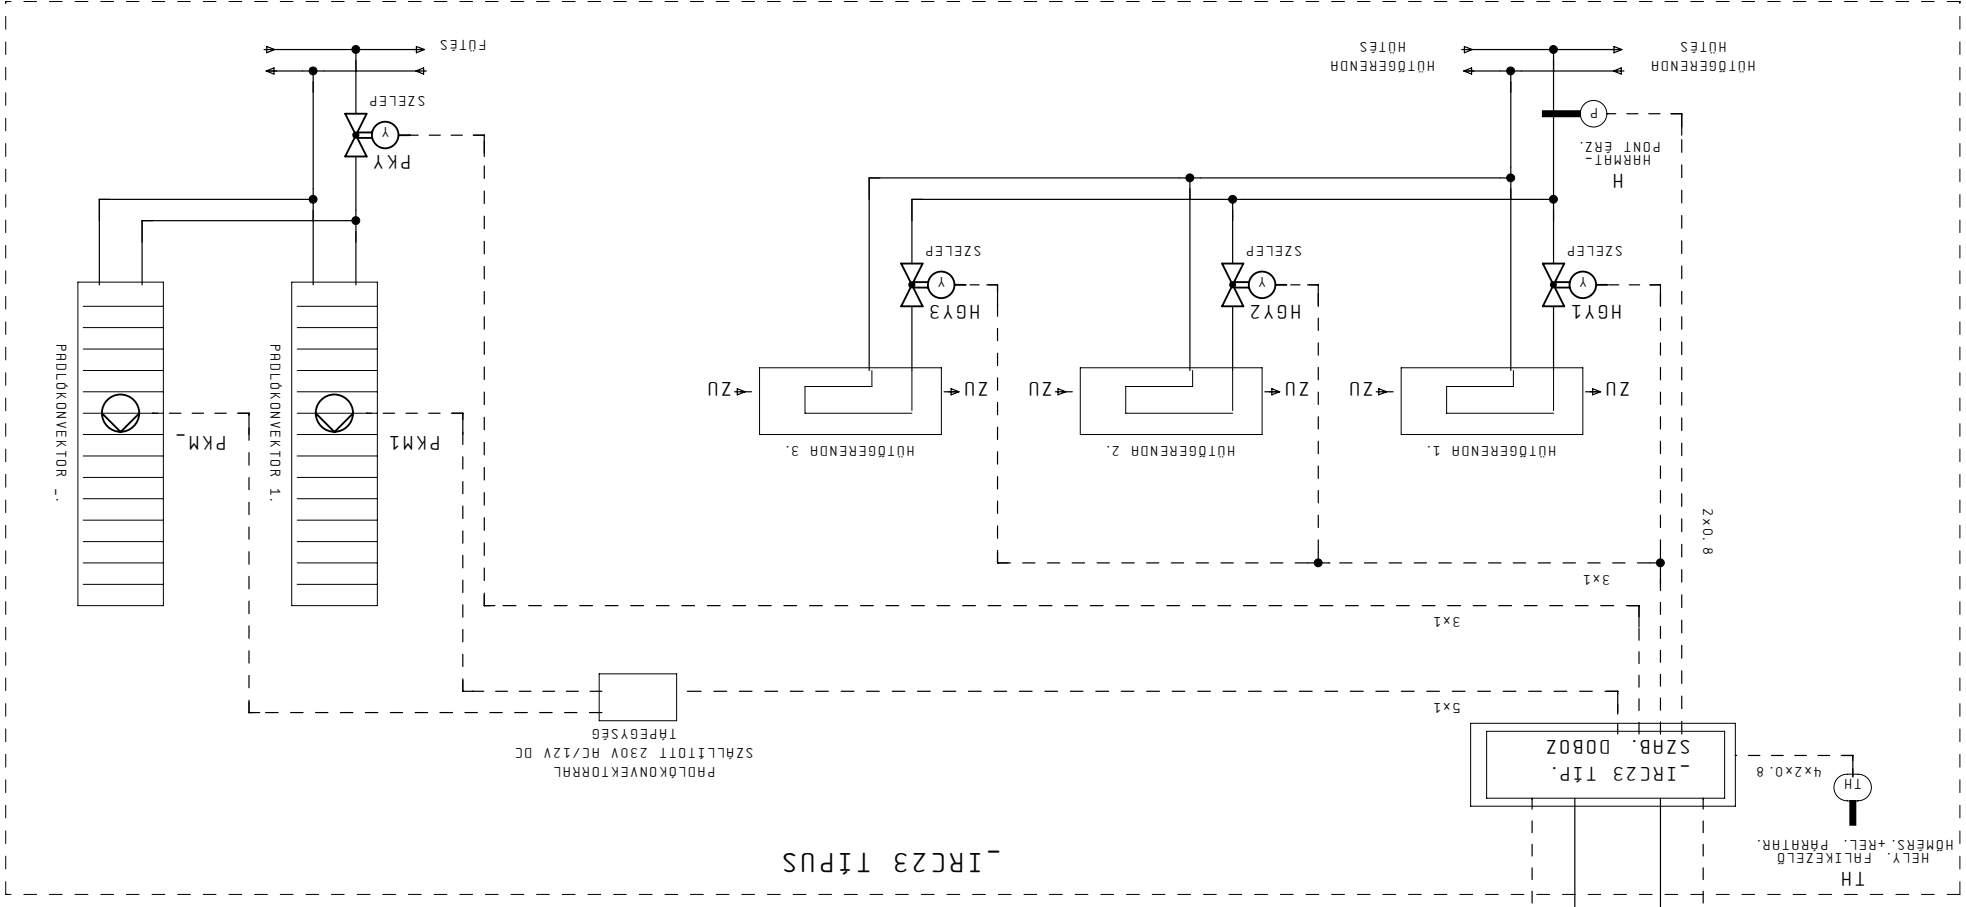 TH
HELY. FALIKEZELŐ
HŐMÉRS.+REL. PÁRATAR.
TH
4x2x0.8
_IRC23 TÍPUS
_IRC23 TÍP.
SZAB. DOBOZ
PADLÓKONVEKTORRAL
SZÁLLÍTOTT 230V AC/12V DC
TÁPEGYSÉG
5x1
3x1
3x1
2x0.8
HŰTŐGERENDA 1.
HŰTŐGERENDA 2.
HŰTŐGERENDA 3.
PKM1
PKM_
PADLÓKONVEKTOR 1.
PADLÓKONVEKTOR _.
ZU
ZU
ZU
ZU
ZU
ZU
HGY1
HGY2
HGY3
Y
Y
Y
SZELEP
SZELEP
SZELEP
H
HARMAT-
PONT ÉRZ.
P
PKY
Y
SZELEP
HŰTŐGERENDA
HŰTÉS
HŰTŐGERENDA
HŰTÉS
FŰTÉS